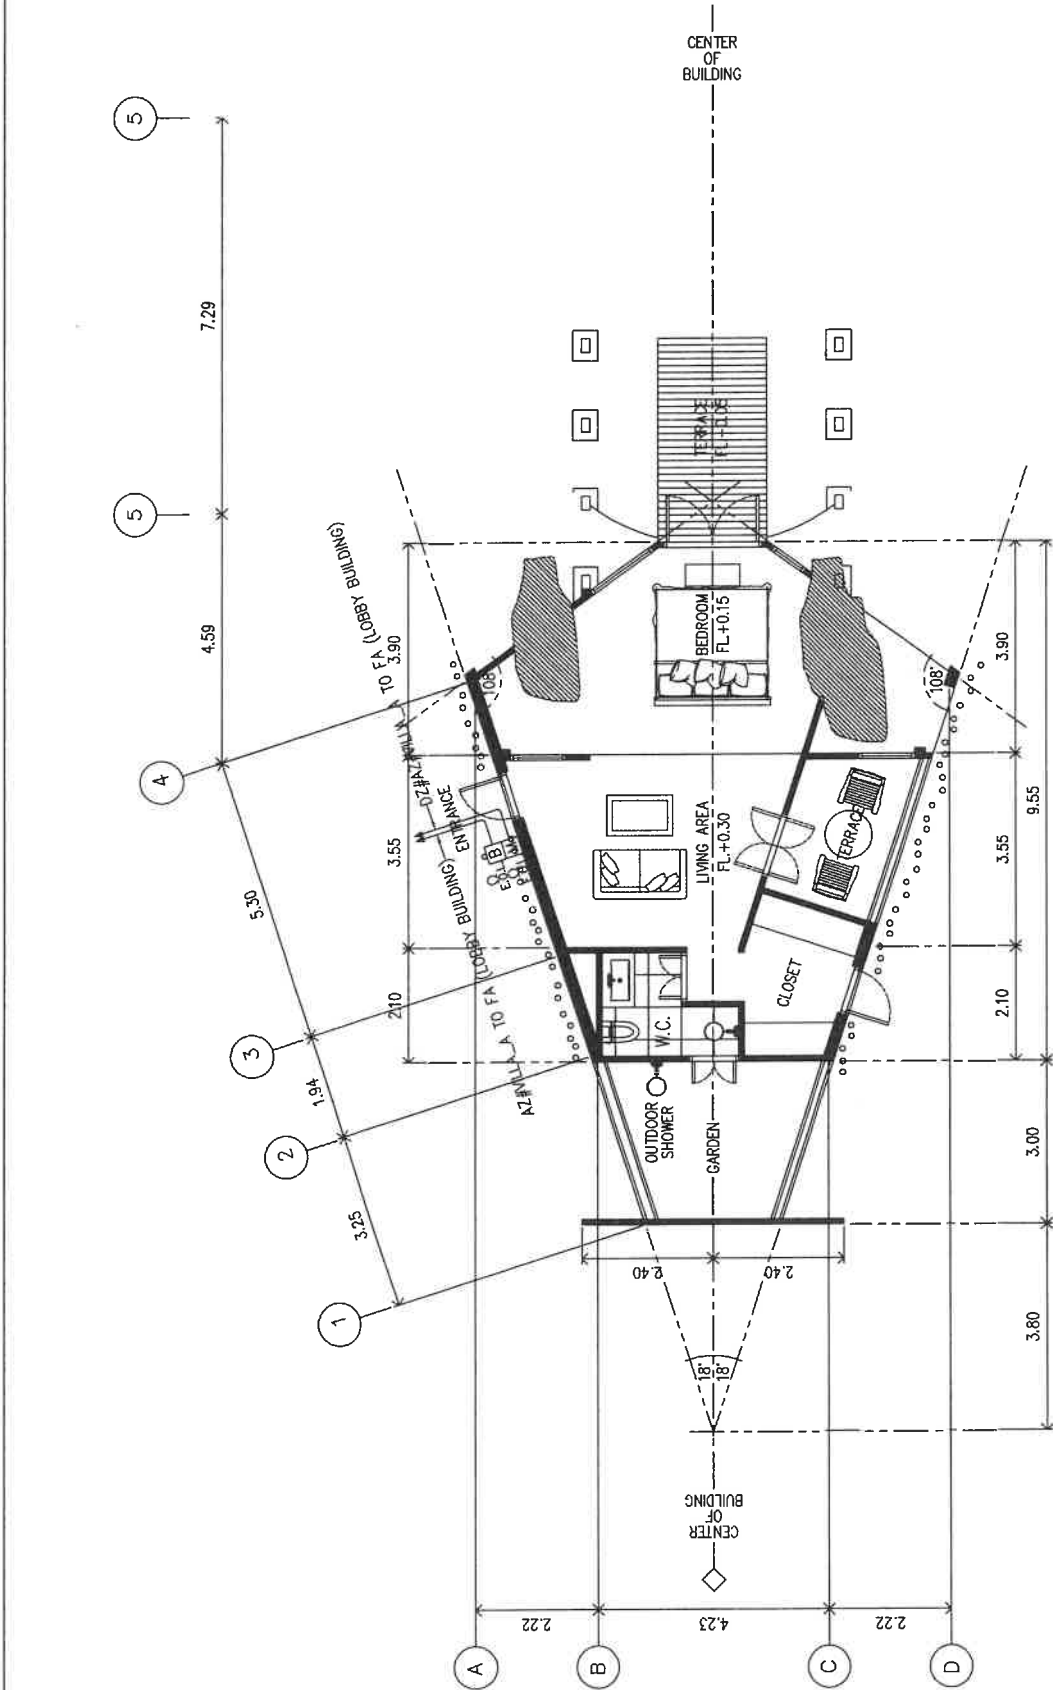 CENTER
OF
BUILDING
5
7.29
5
4.59
4
5.30
3
1.94
2
3.25
1
3.90
3.55
2.10
TO FA (LOBBY BUILDING)
ENTRANCE
TO FA (LOBBY BUILDING)
108°
TERRACE
BEDROOM
FL.+0.15
LIVING AREA
FL.+0.30
TERRACE
CLOSET
W.C.
OUTDOOR
SHOWER
GARDEN
108°
3.90
3.55
2.10
9.55
3.00
3.80
2.40
2.40
18°
18°
CENTER
OF
BUILDING
2.22
4.23
2.22
A
B
C
D